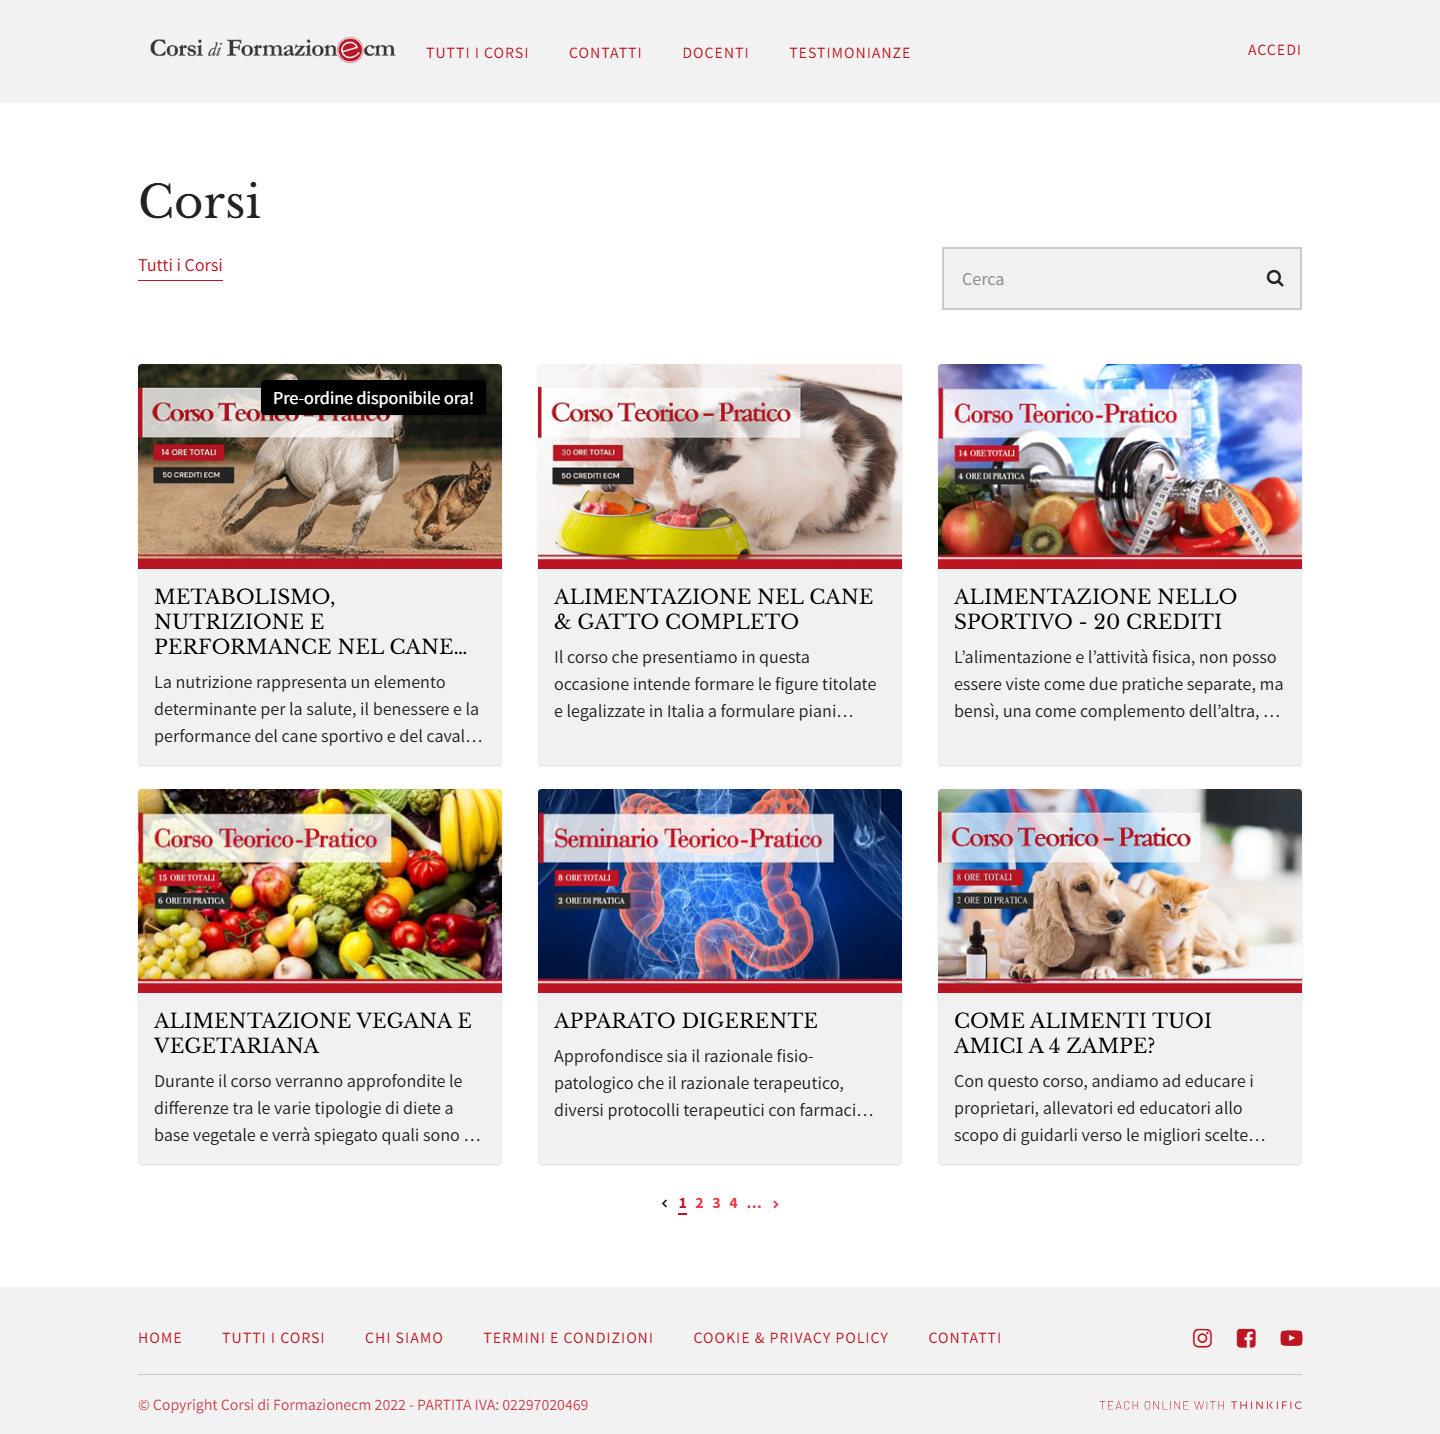 Corsi di Formazionecm
TUTTI I CORSI
CONTATTI
DOCENTI
TESTIMONIANZE
ACCEDI
Corsi
Tutti i Corsi
Cerca
Pre-ordine disponibile ora!
Corso Teorico – Pratico
14 ORE TOTALI
50 CREDITI ECM
METABOLISMO,
NUTRIZIONE E
PERFORMANCE NEL CANE...
La nutrizione rappresenta un elemento
determinante per la salute, il benessere e la
performance del cane sportivo e del caval…
Corso Teorico – Pratico
30 ORE TOTALI
50 CREDITI ECM
ALIMENTAZIONE NEL CANE
& GATTO COMPLETO
Il corso che presentiamo in questa
occasione intende formare le figure titolate
e legalizzate in Italia a formulare piani…
Corso Teorico-Pratico
14 ORE TOTALI
4 ORE DI PRATICA
ALIMENTAZIONE NELLO
SPORTIVO - 20 CREDITI
L’alimentazione e l’attività fisica, non posso
essere viste come due pratiche separate, ma
bensì, una come complemento dell’altra, …
Corso Teorico-Pratico
15 ORE TOTALI
6 ORE DI PRATICA
ALIMENTAZIONE VEGANA E
VEGETARIANA
Durante il corso verranno approfondite le
differenze tra le varie tipologie di diete a
base vegetale e verrà spiegato quali sono …
Seminario Teorico-Pratico
8 ORE TOTALI
2 ORE DI PRATICA
APPARATO DIGERENTE
Approfondisce sia il razionale fisio-
patologico che il razionale terapeutico,
diversi protocolli terapeutici con farmaci…
Corso Teorico – Pratico
8 ORE TOTALI
2 ORE DI PRATICA
COME ALIMENTI TUOI
AMICI A 4 ZAMPE?
Con questo corso, andiamo ad educare i
proprietari, allevatori ed educatori allo
scopo di guidarli verso le migliori scelte…
‹ 1 2 3 4 … ›
HOME
TUTTI I CORSI
CHI SIAMO
TERMINI E CONDIZIONI
COOKIE & PRIVACY POLICY
CONTATTI
© Copyright Corsi di Formazionecm 2022 - PARTITA IVA: 02297020469
TEACH ONLINE WITH THINKIFIC